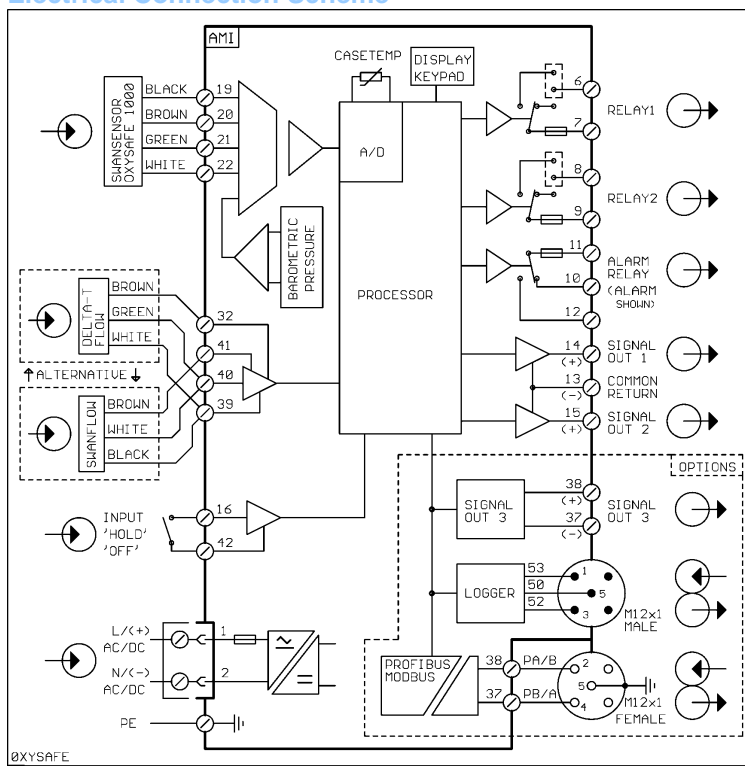 Electrical Connection Scheme
AMI
CASETEMP
DISPLAY
KEYPAD
SWANSENSOR
OXYSAFE 1000
BLACK
19
BROWN
20
GREEN
21
WHITE
22
A/D
PROCESSOR
BAROMETRIC
PRESSURE
6
7
RELAY1
8
9
RELAY2
11
10
12
ALARM
RELAY
(ALARM
SHOWN)
14
(+)
SIGNAL
OUT 1
13
(-)
COMMON
RETURN
15
(+)
SIGNAL
OUT 2
DELTA-T
FLOW
BROWN
GREEN
WHITE
32
41
40
39
↑ALTERNATIVE↓
SWANFLOW
BROWN
WHITE
BLACK
INPUT
'HOLD'
'OFF'
16
42
OPTIONS
SIGNAL
OUT 3
38
(+)
37
(-)
SIGNAL
OUT 3
LOGGER
53
50
52
1
5
3
M12x1
MALE
PROFIBUS
MODBUS
38
PA/B
37
PB/A
2
5
4
M12x1
FEMALE
L/(+)
AC/DC
1
N/(-)
AC/DC
2
PE
0XYSAFE